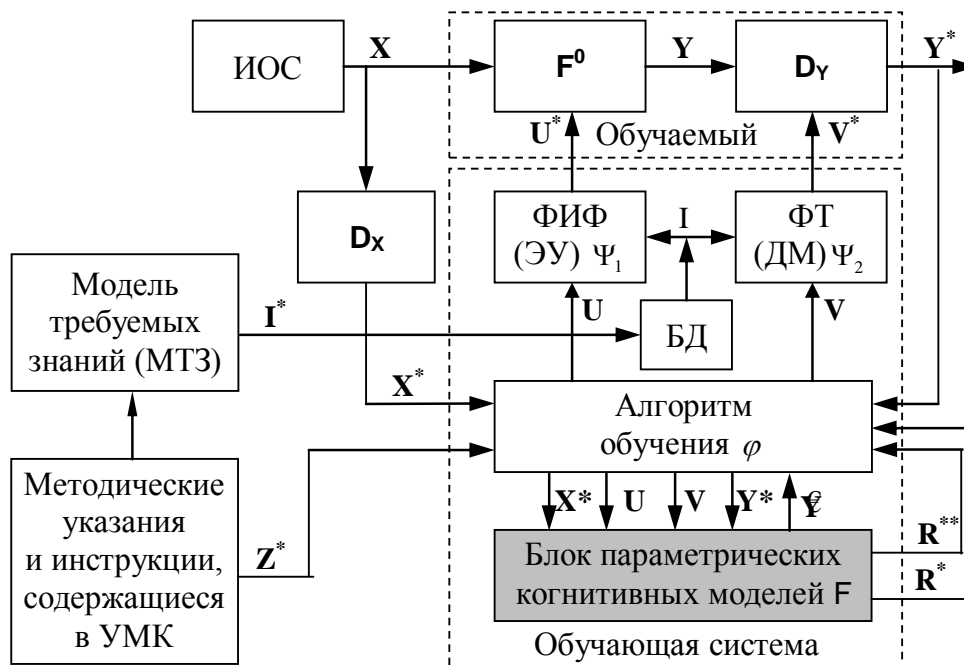 ИОС
X
F⁰
Y
D_Y
Y*
U*
Обучаемый
V*
D_X
ФИФ
(ЭУ) Ψ₁
I
ФТ
(ДМ) Ψ₂
Модель
требуемых
знаний (МТЗ)
I*
U
БД
V
X*
Алгоритм
обучения φ
Методические
указания
и инструкции,
содержащиеся
в УМК
Z*
X* U V Y*
Блок параметрических
когнитивных моделей F
R**
R*
Обучающая система